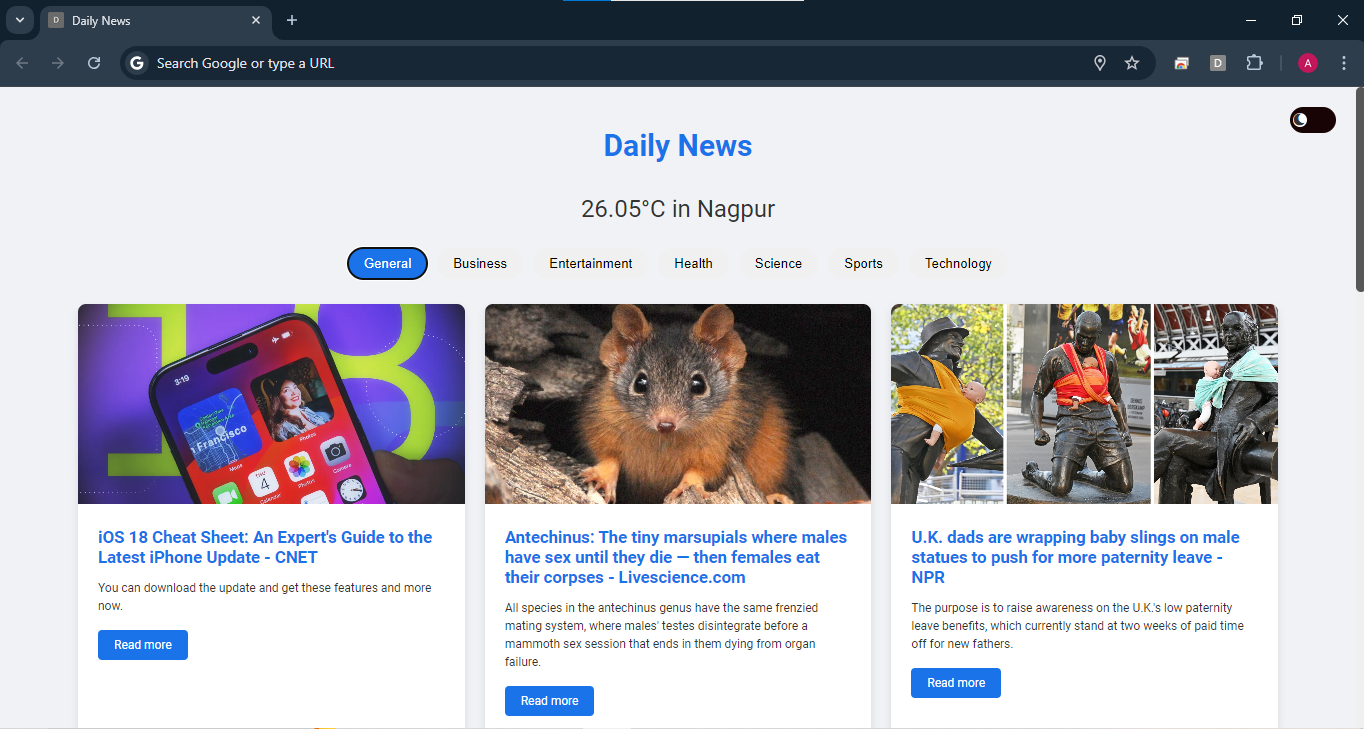 D Daily News
G Search Google or type a URL D A
Daily News
26.05°C in Nagpur
General Business Entertainment Health Science Sports Technology
18
3:19
Francisco
Maps
Photos
THU
4
Calendar
Photos
Camera
DENNIS
BERGKAMP
iOS 18 Cheat Sheet: An Expert's Guide to the
Latest iPhone Update - CNET
You can download the update and get these features and more
now.
Read more
Antechinus: The tiny marsupials where males
have sex until they die — then females eat
their corpses - Livescience.com
All species in the antechinus genus have the same frenzied
mating system, where males' testes disintegrate before a
mammoth sex session that ends in them dying from organ
failure.
Read more
U.K. dads are wrapping baby slings on male
statues to push for more paternity leave -
NPR
The purpose is to raise awareness on the U.K.'s low paternity
leave benefits, which currently stand at two weeks of paid time
off for new fathers.
Read more